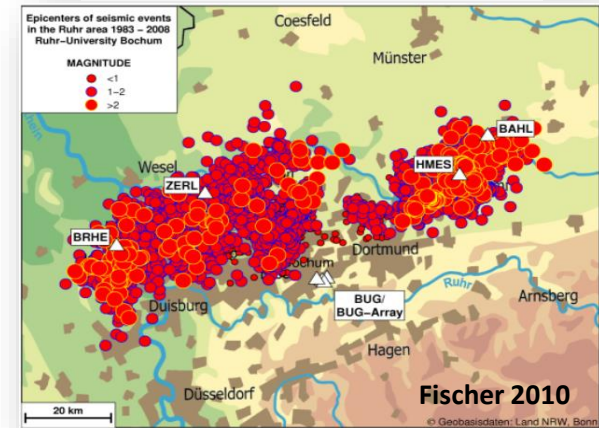 Epicenters of seismic events
in the Ruhr area 1983 – 2008
Ruhr–University Bochum
MAGNITUDE
<1
1–2
>2
Coesfeld
Münster
BAHL
HMES
Wesel
ZERL
BRHE
Dortmund
BUG/
BUG–Array
Ruhr
Arnsberg
Duisburg
Hagen
Düsseldorf
Fischer 2010
20 km
© Geobasisdaten: Land NRW, Bonn